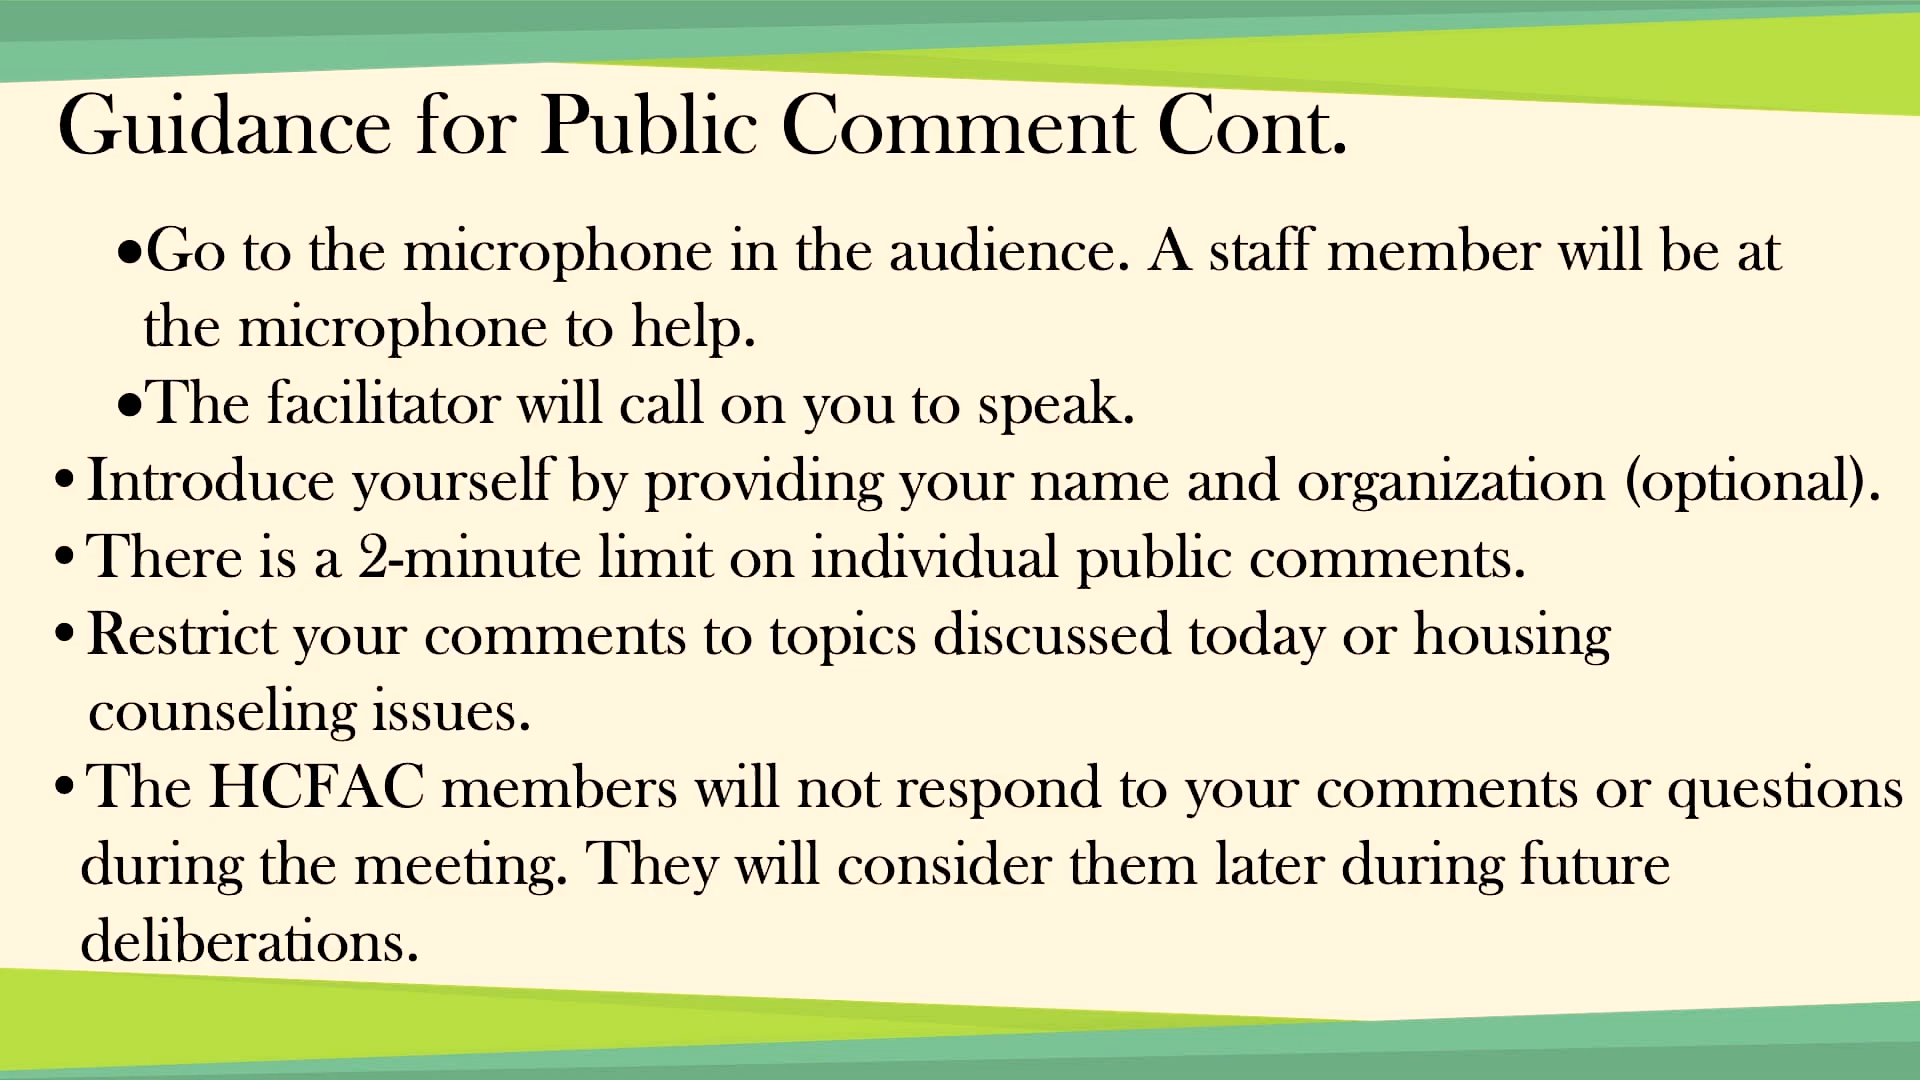 Guidance for Public Comment Cont.
•Go to the microphone in the audience. A staff member will be at
the microphone to help.
•The facilitator will call on you to speak.
• Introduce yourself by providing your name and organization (optional).
• There is a 2-minute limit on individual public comments.
• Restrict your comments to topics discussed today or housing
counseling issues.
• The HCFAC members will not respond to your comments or questions
during the meeting. They will consider them later during future
deliberations.